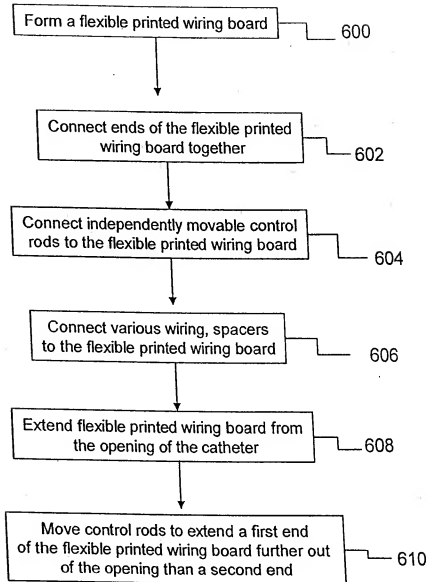 Form a flexible printed wiring board
600
Connect ends of the flexible printed
wiring board together
602
Connect independently movable control
rods to the flexible printed wiring board
604
Connect various wiring, spacers
to the flexible printed wiring board
606
Extend flexible printed wiring board from
the opening of the catheter
608
Move control rods to extend a first end
of the flexible printed wiring board further out
of the opening than a second end
610